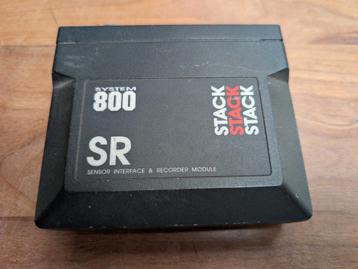 SYSTEM
800
SR
SENSOR INTERFACE & RECORDER MODULE
STACK
STACK
STACK